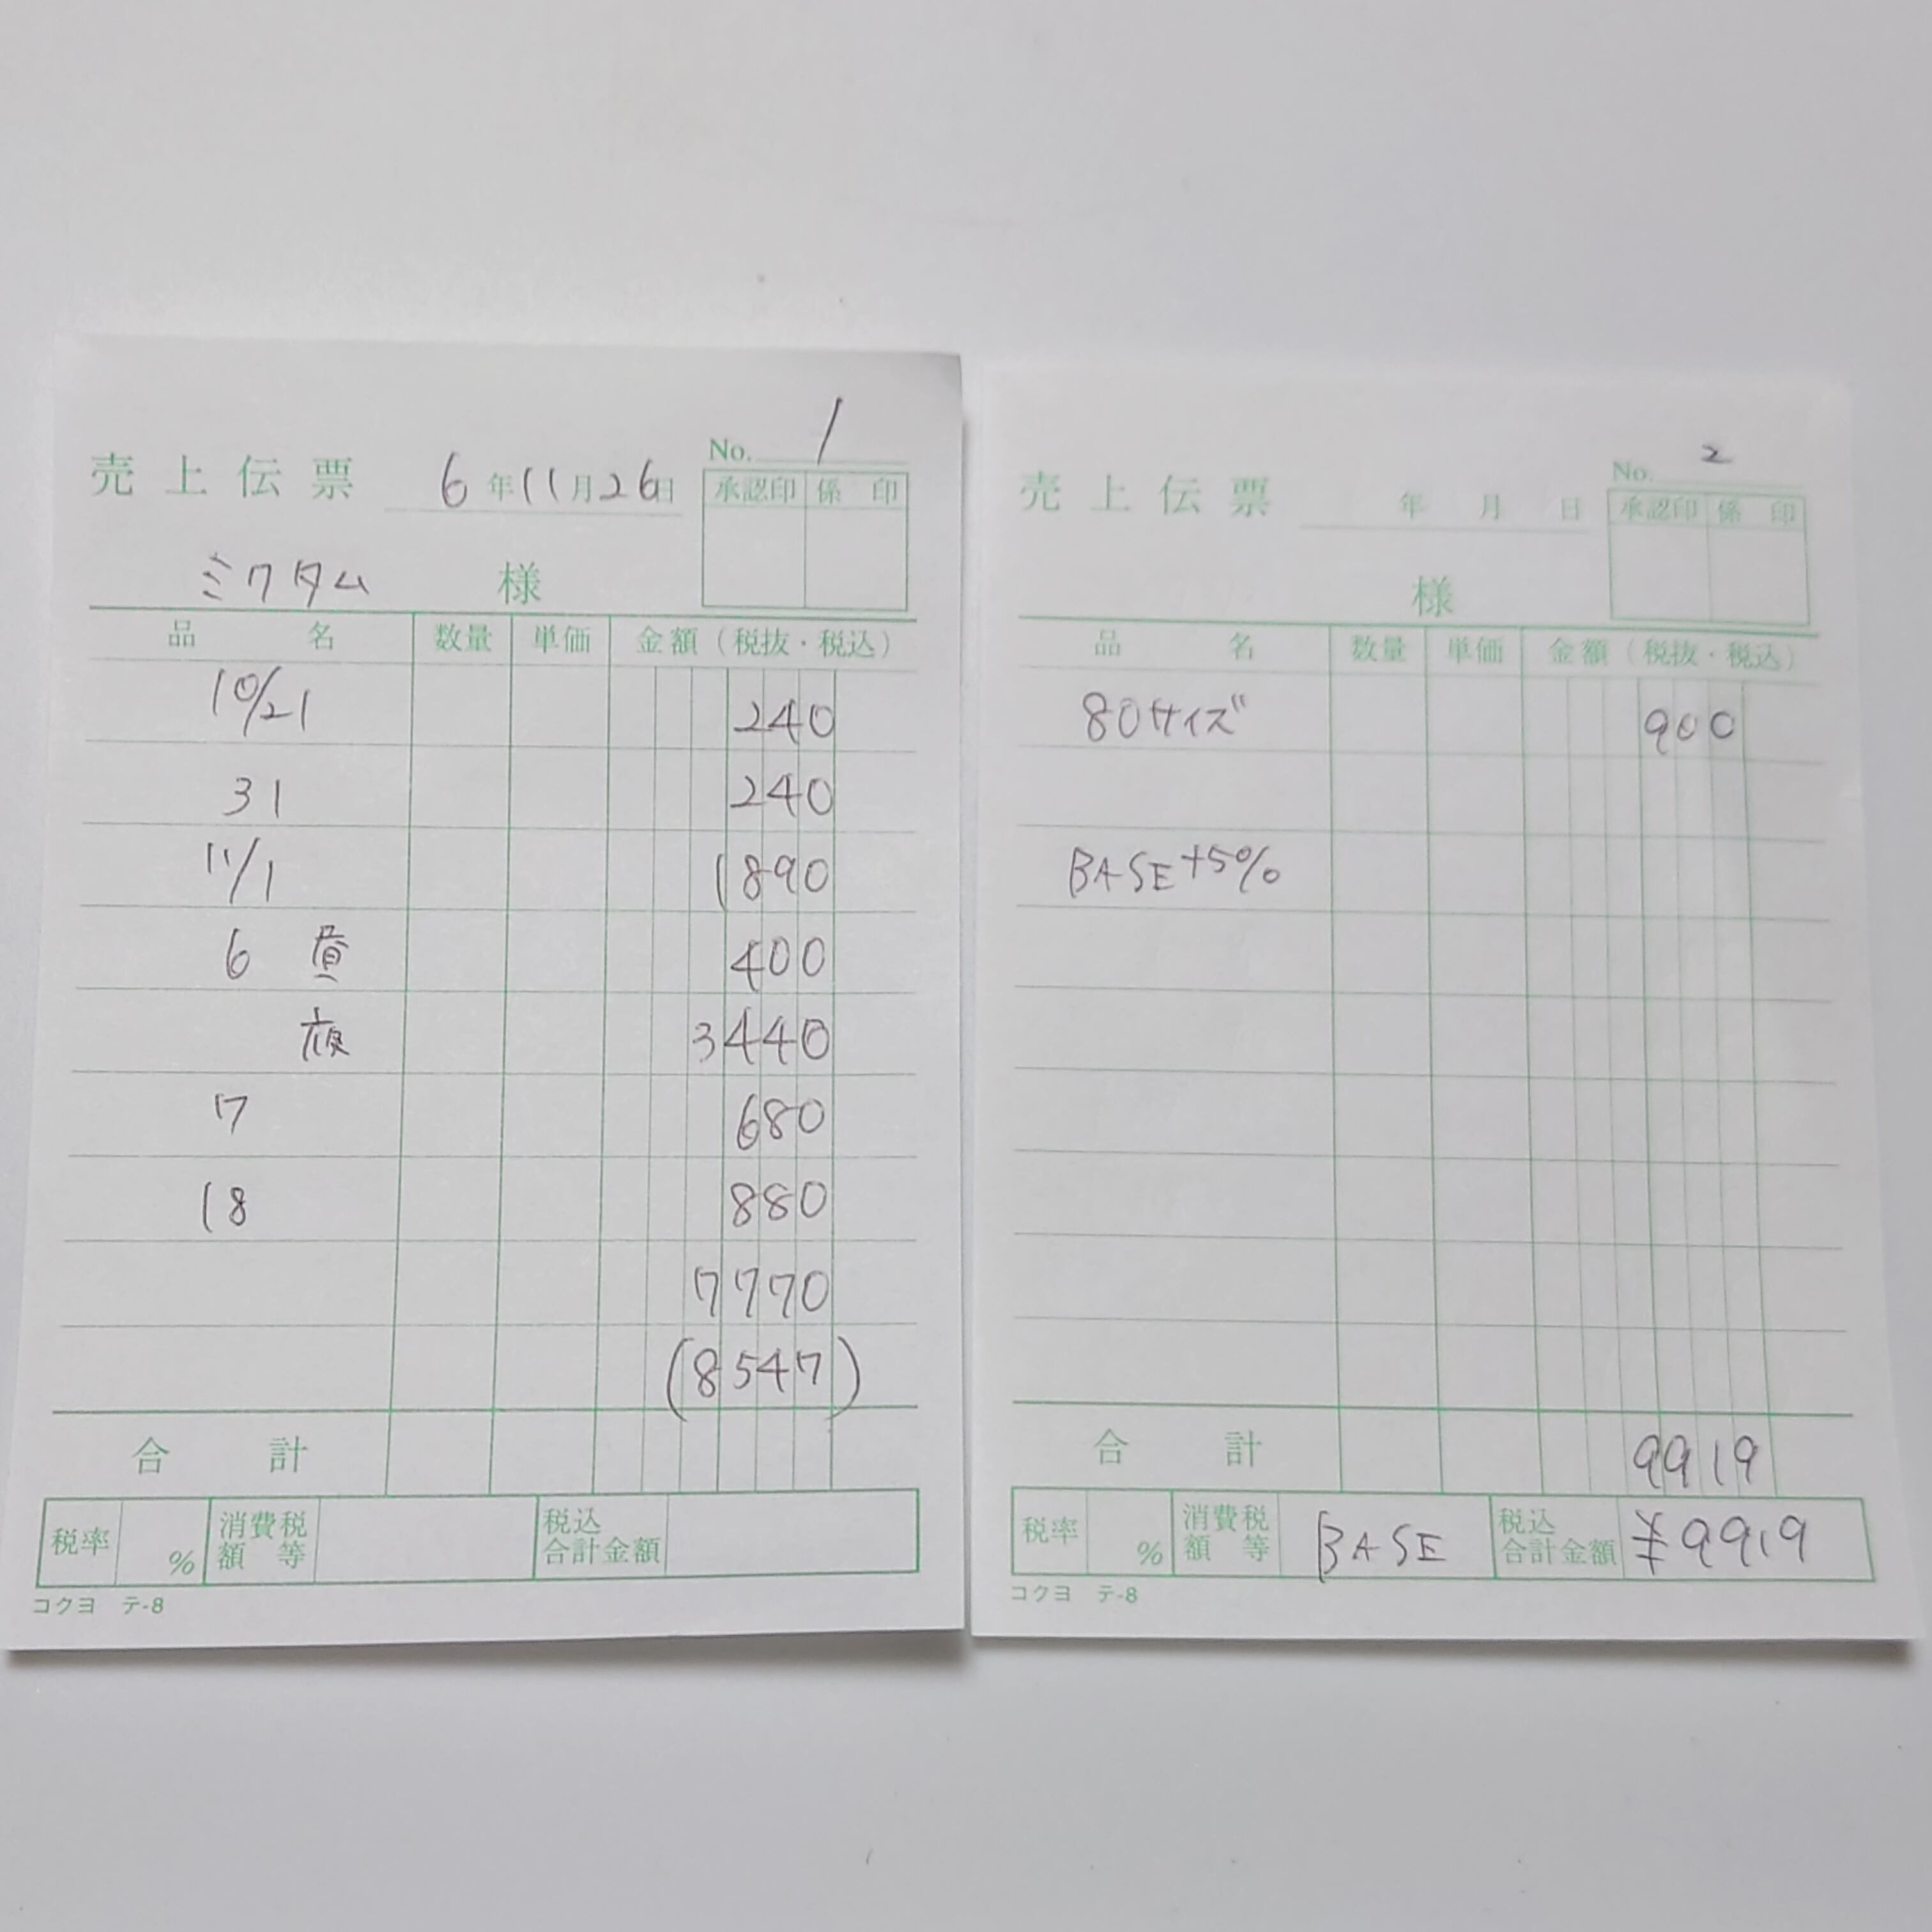 No. 1
売上伝票 6年11月26日
承認印 係印
ミワタム 様
品名 数量 単価 金額(税抜・税込)
10/21 240
31 240
11/1 1890
6 400
3440
7 680
18 880
7770
(8547)
合計
税率 % 消費税額等 税込合計金額
コクヨ テ-8
No. 2
売上伝票 年 月 日
承認印 係印
様
品名 数量 単価 金額(税抜・税込)
80サイズ 900
BASE+5%
合計 9919
税率 % 消費税額等 BASE 税込合計金額 ¥9919
コクヨ テ-8